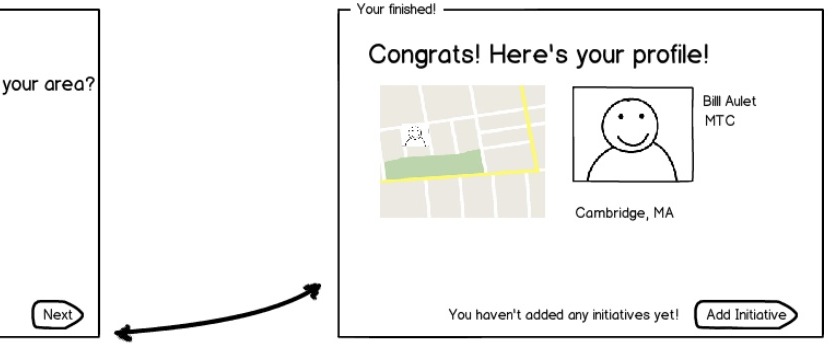 your area?
Next
Your finished!
Congrats! Here's your profile!
Billl Aulet
MTC
Cambridge, MA
You haven't added any initiatives yet!
Add Initiative